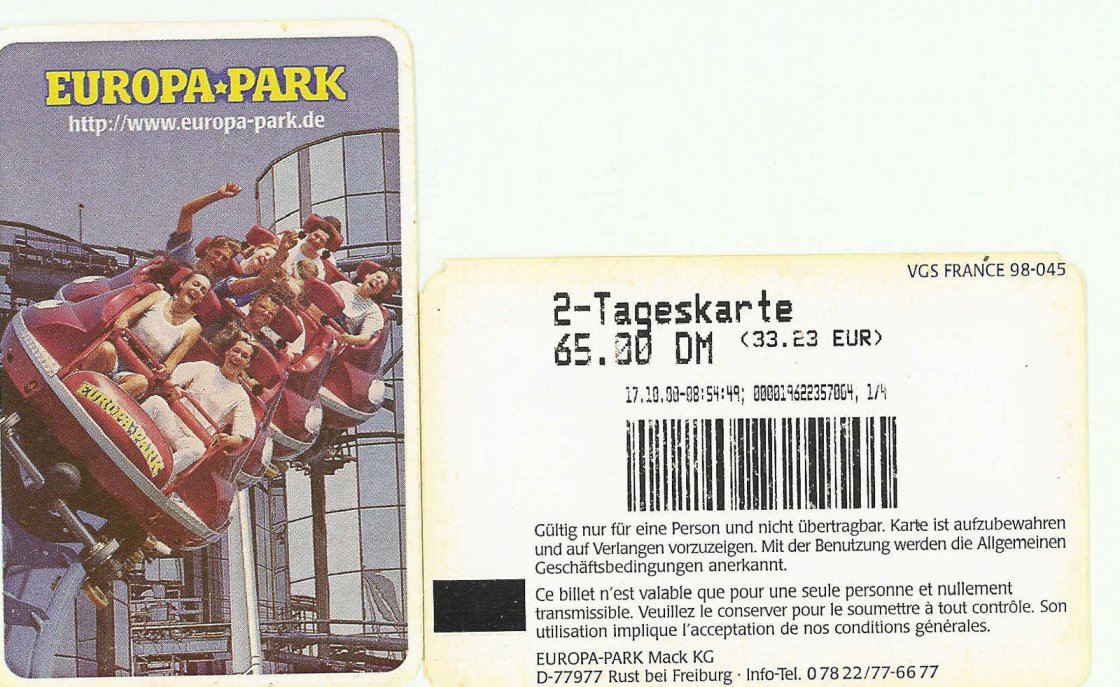 EUROPA★PARK
http://www.europa-park.de
EUROPA★PARK
VGS FRANCE 98-045
2-Tageskarte
65.00 DM (33.23 EUR)
17.10.00-08:54:49; 000019622357064, 1/4
Gültig nur für eine Person und nicht übertragbar. Karte ist aufzubewahren
und auf Verlangen vorzuzeigen. Mit der Benutzung werden die Allgemeinen
Geschäftsbedingungen anerkannt.
Ce billet n'est valable que pour une seule personne et nullement
transmissible. Veuillez le conserver pour le soumettre à tout contrôle. Son
utilisation implique l'acceptation de nos conditions générales.
EUROPA-PARK Mack KG
D-77977 Rust bei Freiburg · Info-Tel. 0 78 22/77-66 77